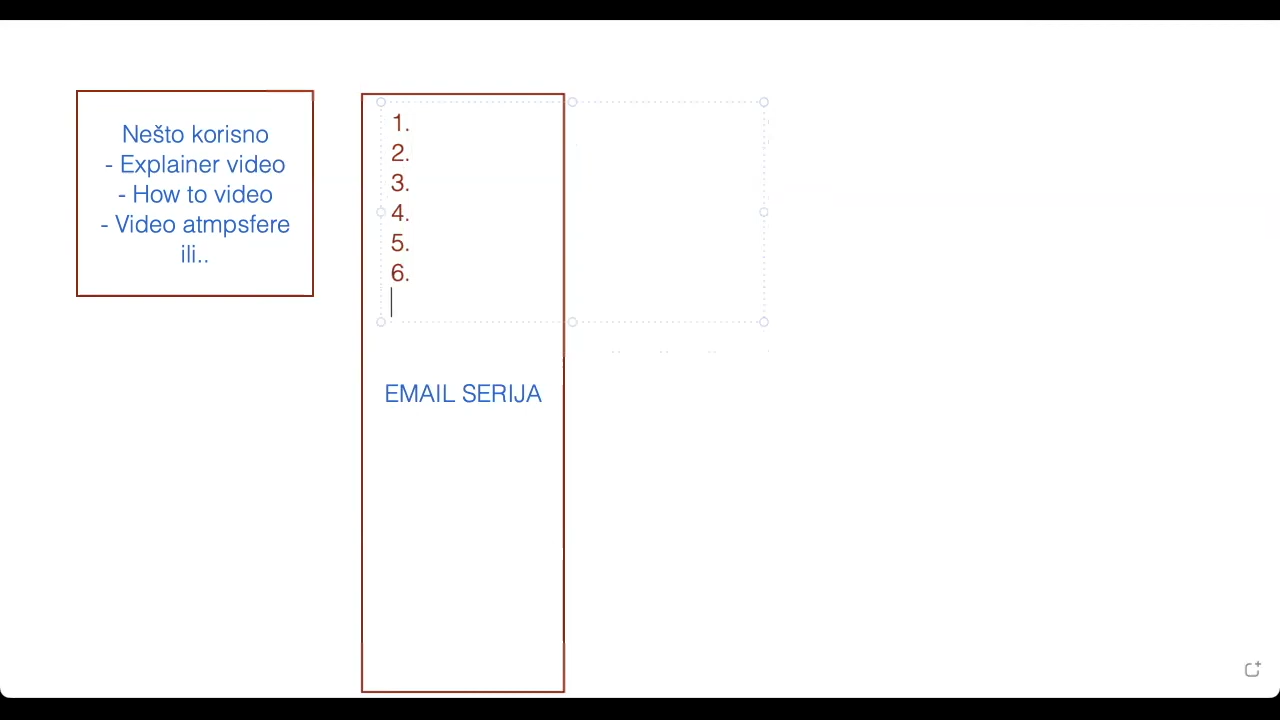 Nešto korisno
- Explainer video
- How to video
- Video atmpsfere
ili..
1.
2.
3.
4.
5.
6.
EMAIL SERIJA